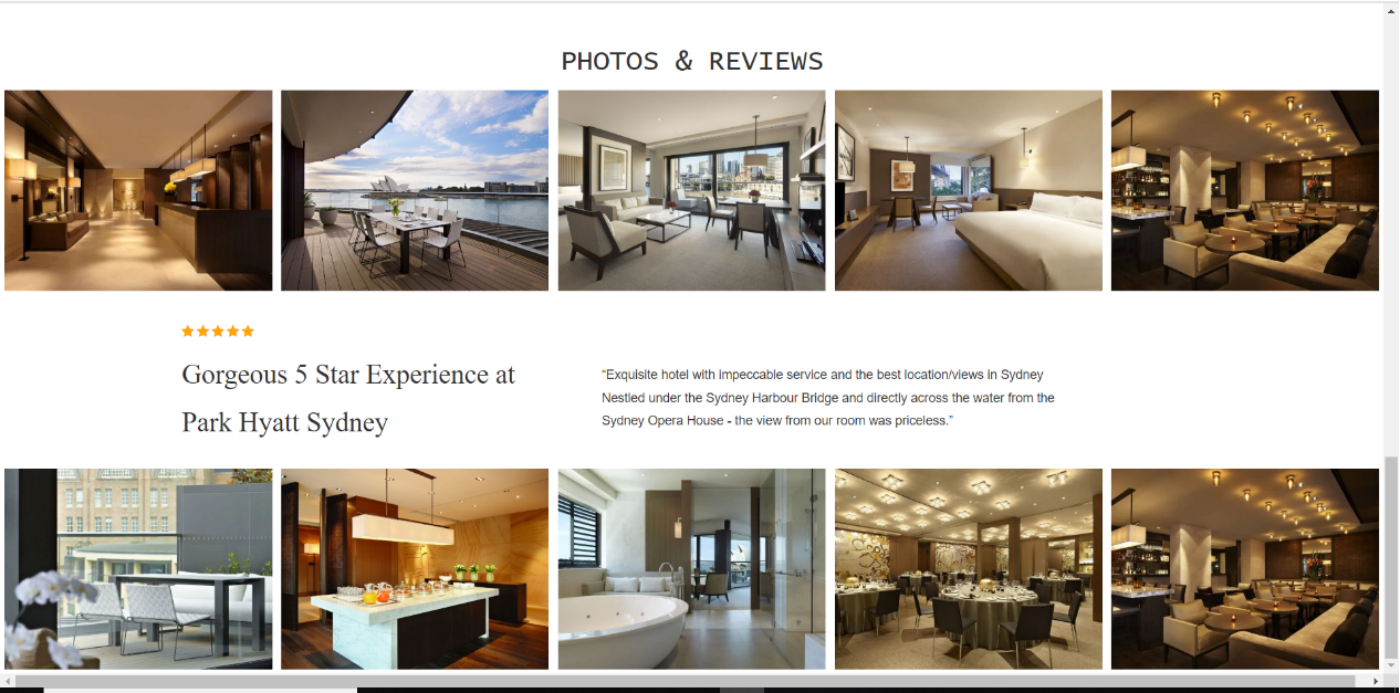 PHOTOS & REVIEWS
Gorgeous 5 Star Experience at
Park Hyatt Sydney
“Exquisite hotel with impeccable service and the best location/views in Sydney
Nestled under the Sydney Harbour Bridge and directly across the water from the
Sydney Opera House - the view from our room was priceless.”